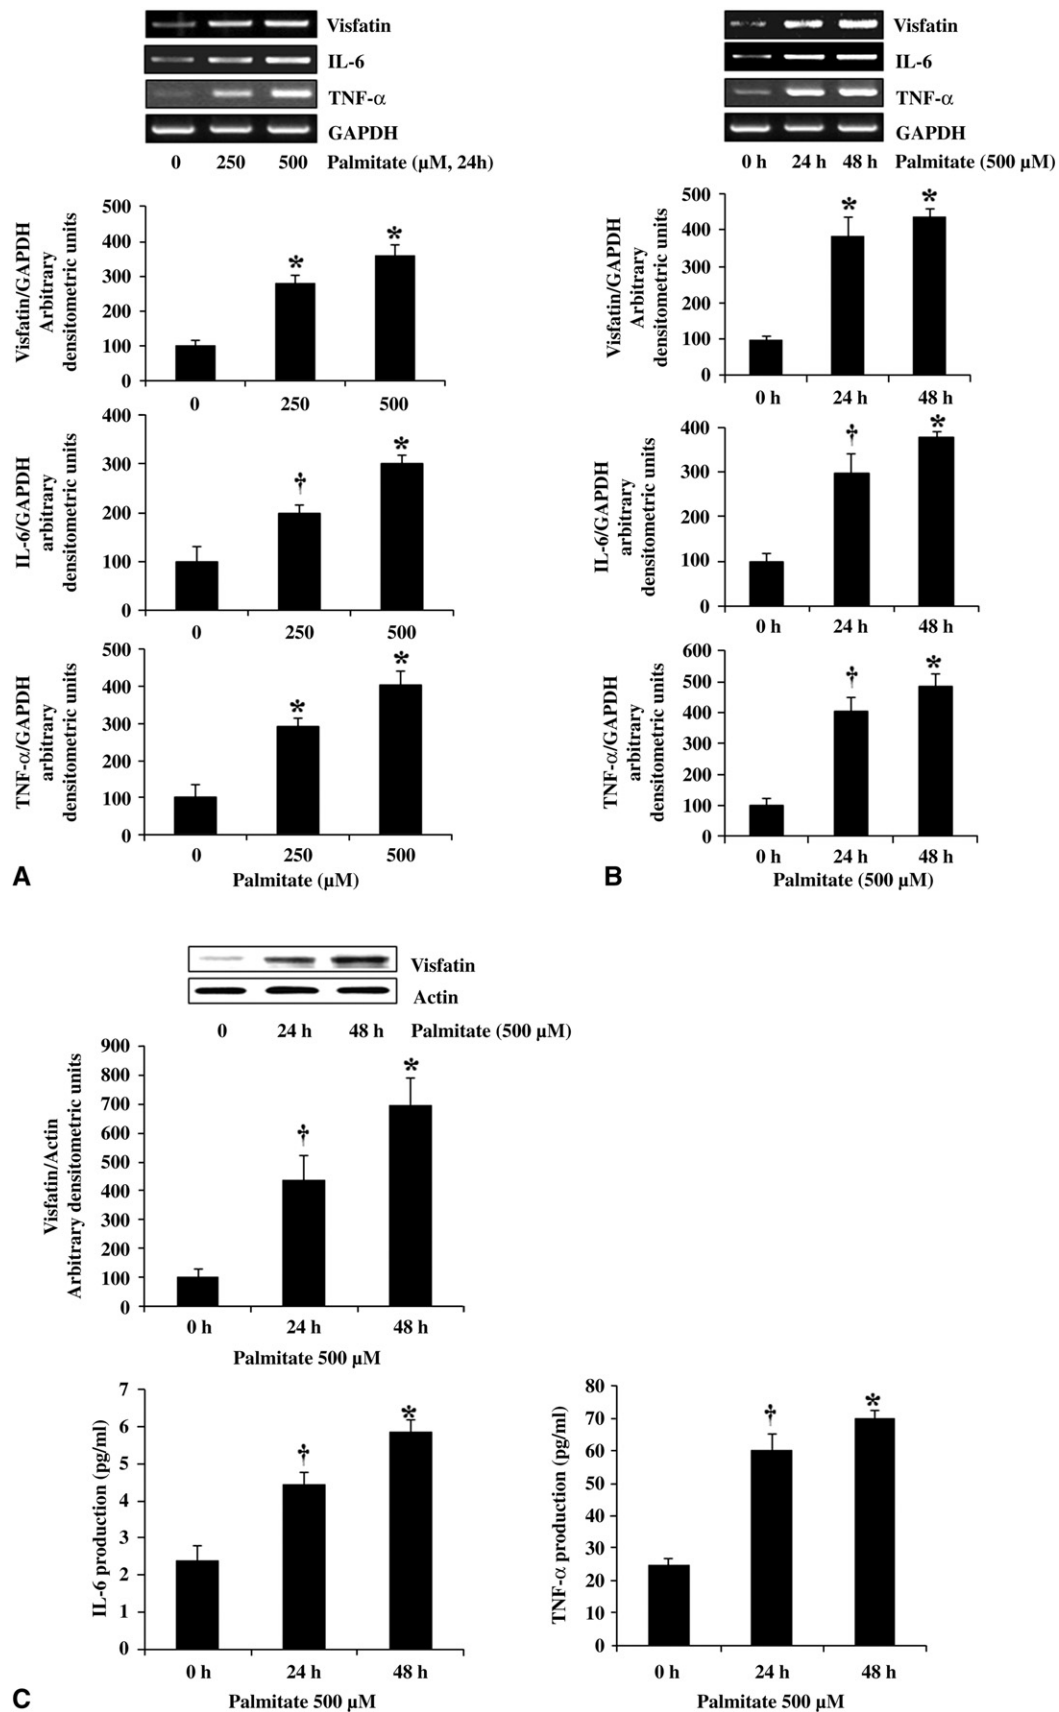 Visfatin
IL-6
TNF-α
GAPDH
0 250 500 Palmitate (μM, 24h)
Visfatin/GAPDH
Arbitrary
densitometric units
500
400
300
200
100
0
0 250 500
IL-6/GAPDH
arbitrary
densitometric units
400
300
200
100
0
*
*
†
*
0 250 500
TNF-α/GAPDH
arbitrary
densitometric units
500
400
300
200
100
0
*
*
0 250 500
Palmitate (μM)
A
Visfatin
IL-6
TNF-α
GAPDH
0 h 24 h 48 h Palmitate (500 μM)
Visfatin/GAPDH
Arbitrary
densitometric units
500
400
300
200
100
0
*
*
0 h 24 h 48 h
IL-6/GAPDH
arbitrary
densitometric units
400
300
200
100
0
†
*
0 h 24 h 48 h
TNF-α/GAPDH
arbitrary
densitometric units
600
500
400
300
200
100
0
†
*
0 h 24 h 48 h
Palmitate (500 μM)
B
Visfatin
Actin
0 24 h 48 h Palmitate (500 μM)
Visfatin/Actin
Arbitrary densitometric units
900
800
700
600
500
400
300
200
100
0
†
*
0 h 24 h 48 h
Palmitate 500 μM
IL-6 production (pg/ml)
7
6
5
4
3
2
1
0
†
*
0 h 24 h 48 h
Palmitate 500 μM
TNF-α production (pg/ml)
80
70
60
50
40
30
20
10
0
†
*
0 h 24 h 48 h
Palmitate 500 μM
C